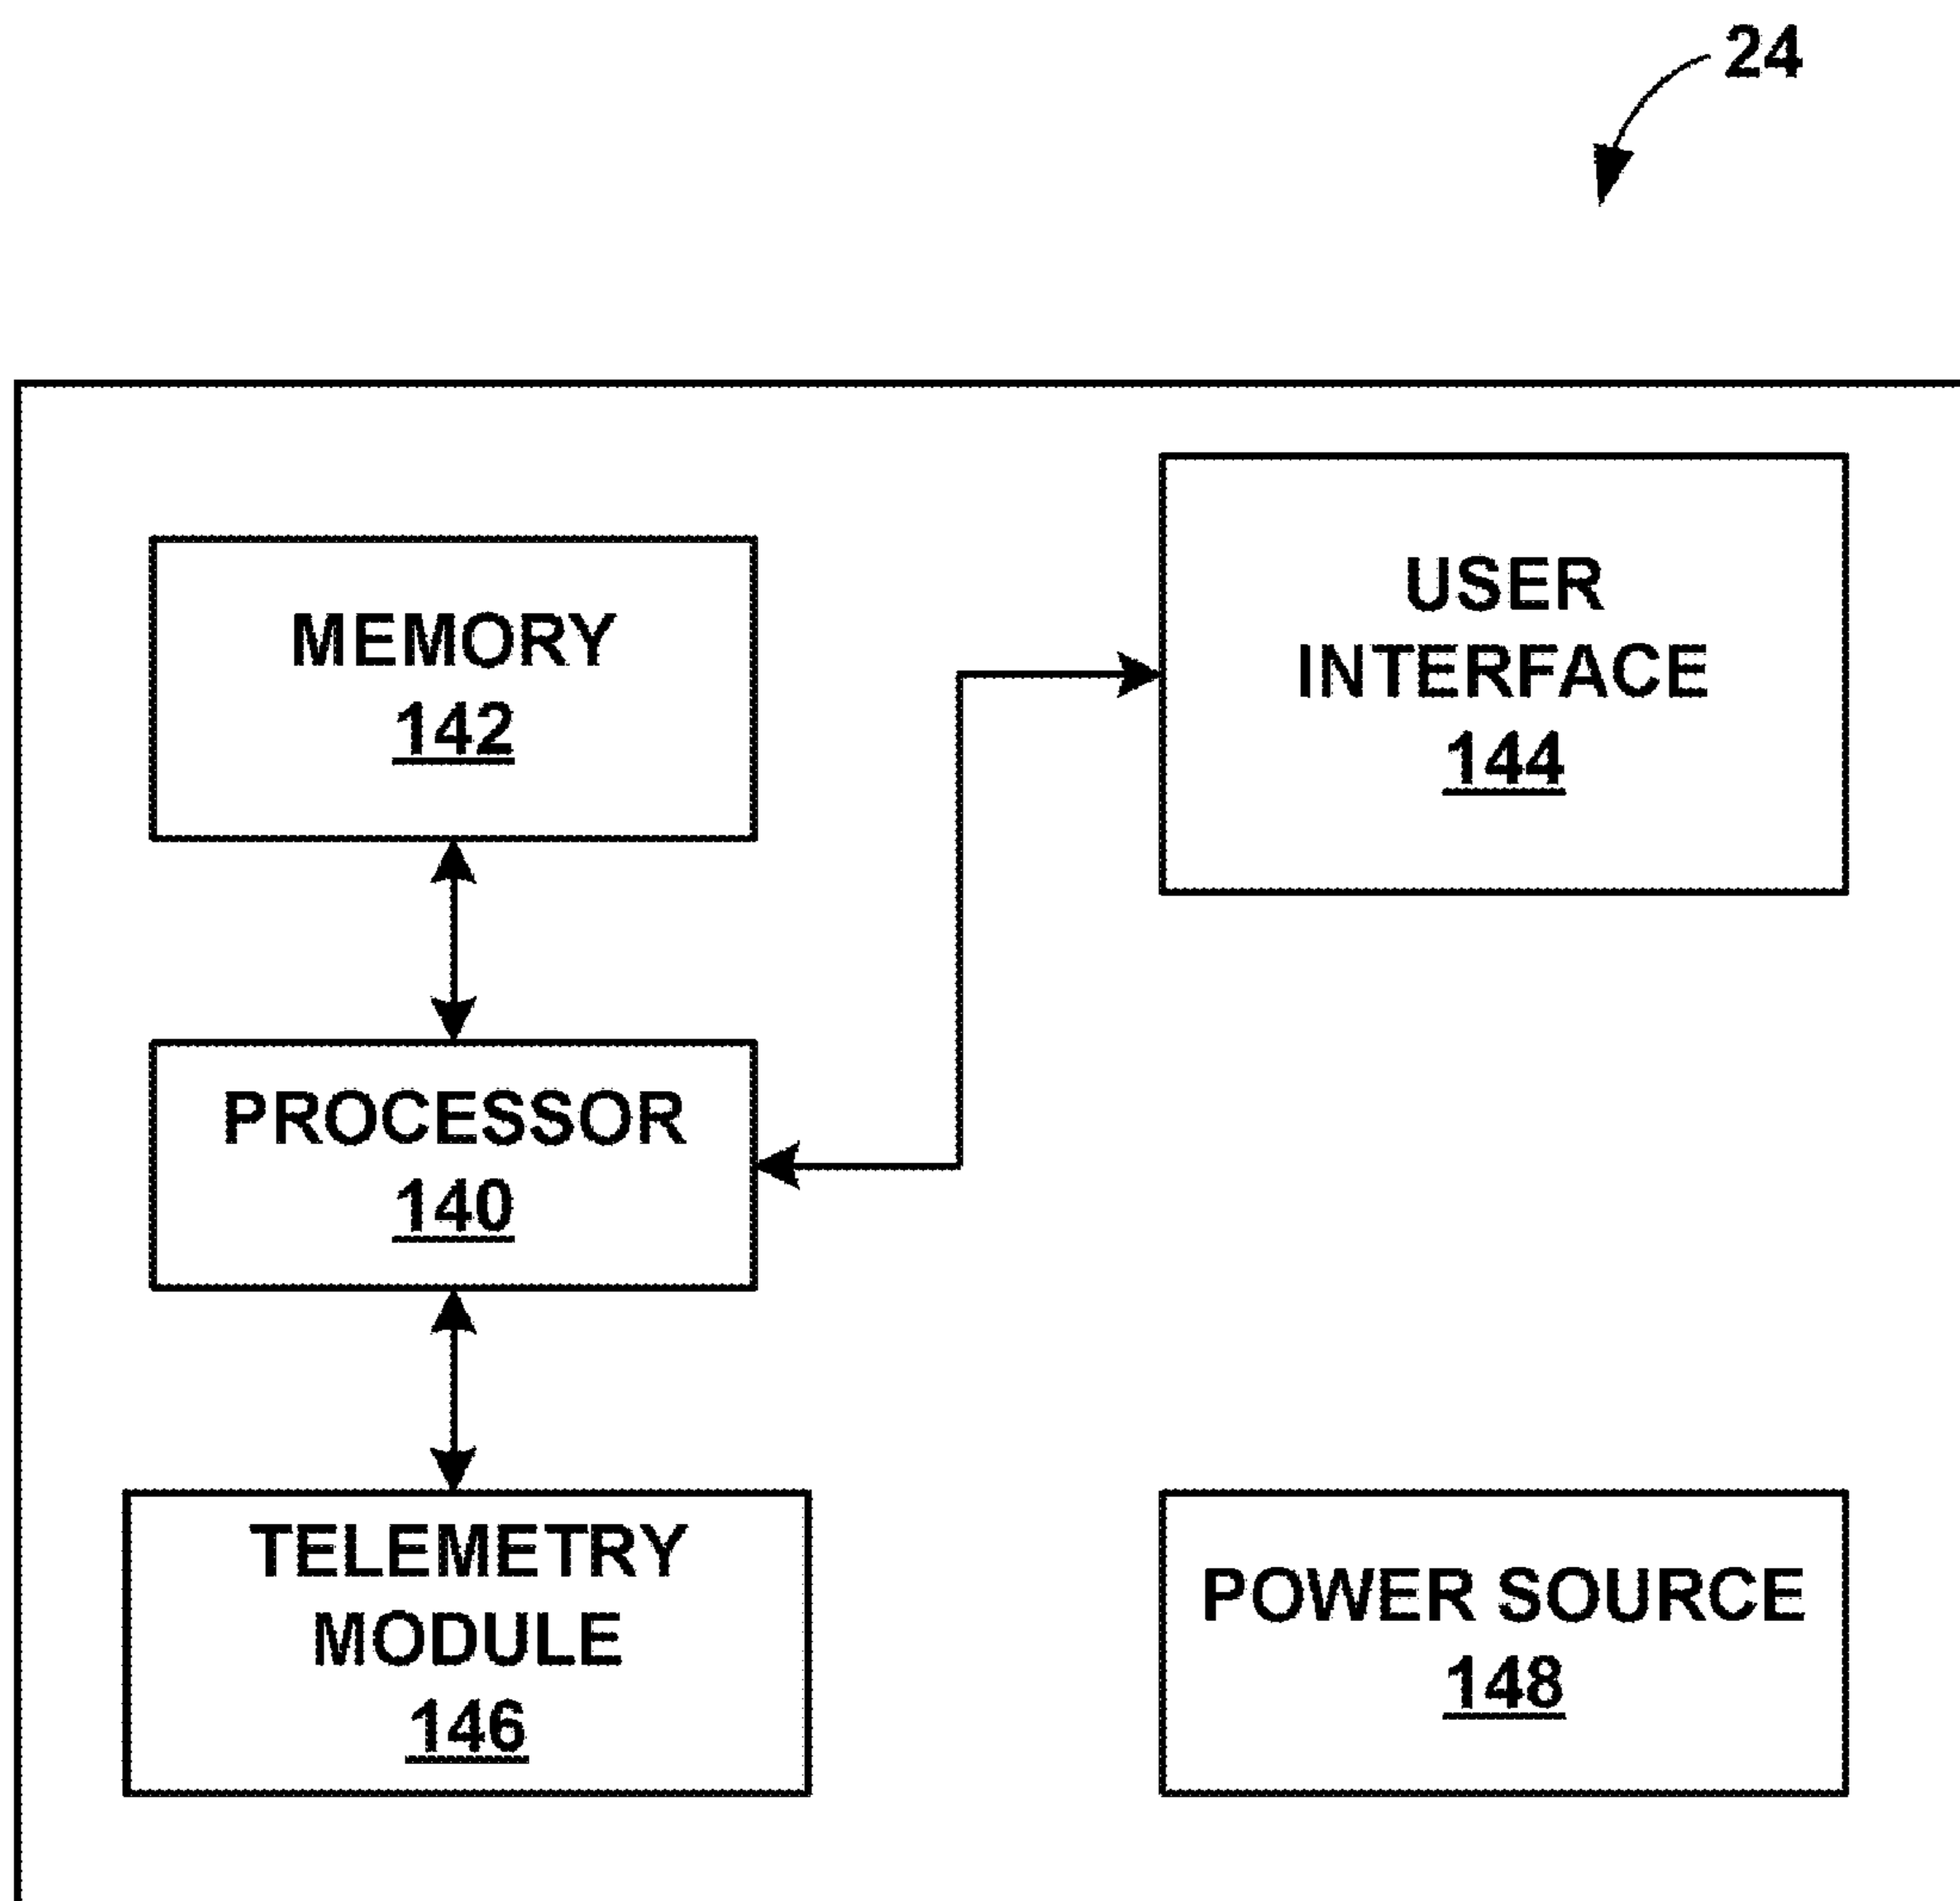 24
MEMORY
142
USER
INTERFACE
144
PROCESSOR
140
TELEMETRY
MODULE
146
POWER SOURCE
148